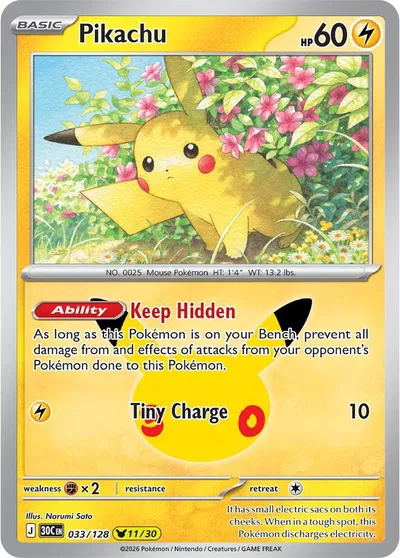 BASIC
Pikachu
HP 60
NO. 0025 Mouse Pokémon HT: 1'4" WT: 13.2 lbs.
Ability Keep Hidden
As long as this Pokémon is on your Bench, prevent all
damage from and effects of attacks from your opponent's
Pokémon done to this Pokémon.
Tiny Charge 10
weakness ×2 resistance retreat
Illus. Narumi Sato
J 30C EN 033/128 11/30
It has small electric sacs on both its
cheeks. When in a tough spot, this
Pokémon discharges electricity.
©2026 Pokémon / Nintendo / Creatures / GAME FREAK